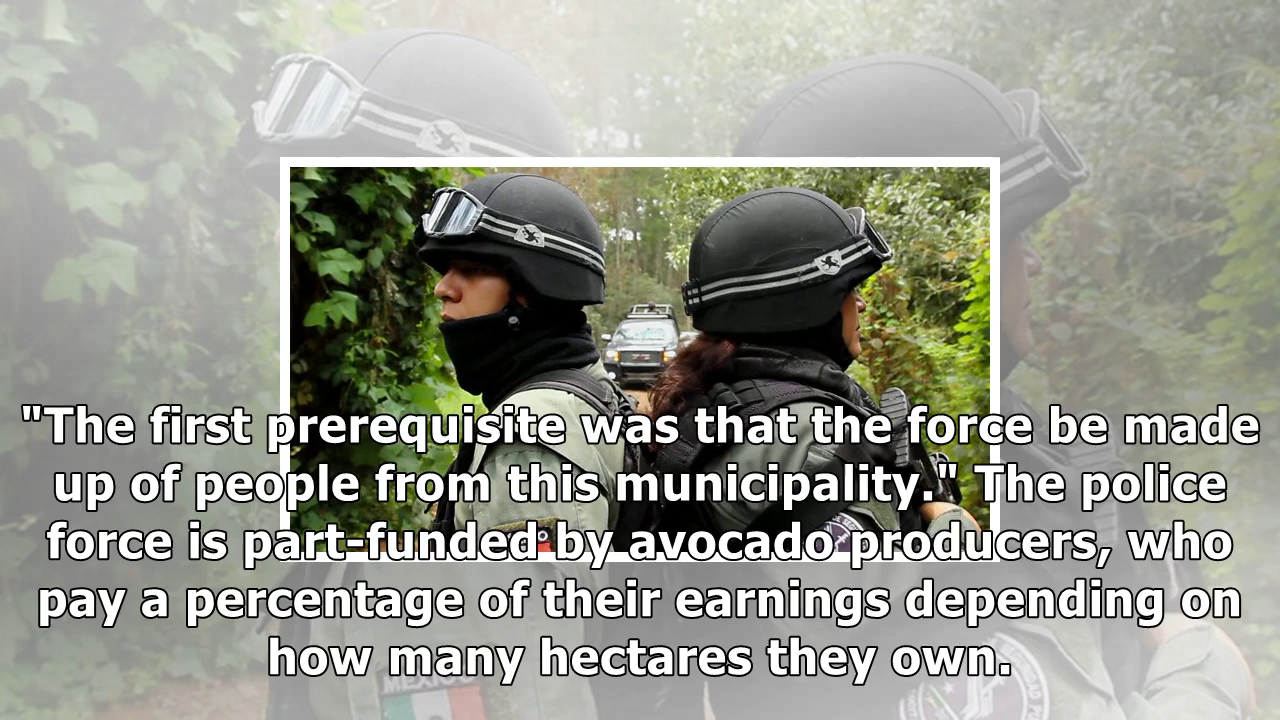 "The first prerequisite was that the force be made
up of people from this municipality." The police
force is part-funded by avocado producers, who
pay a percentage of their earnings depending on
how many hectares they own.